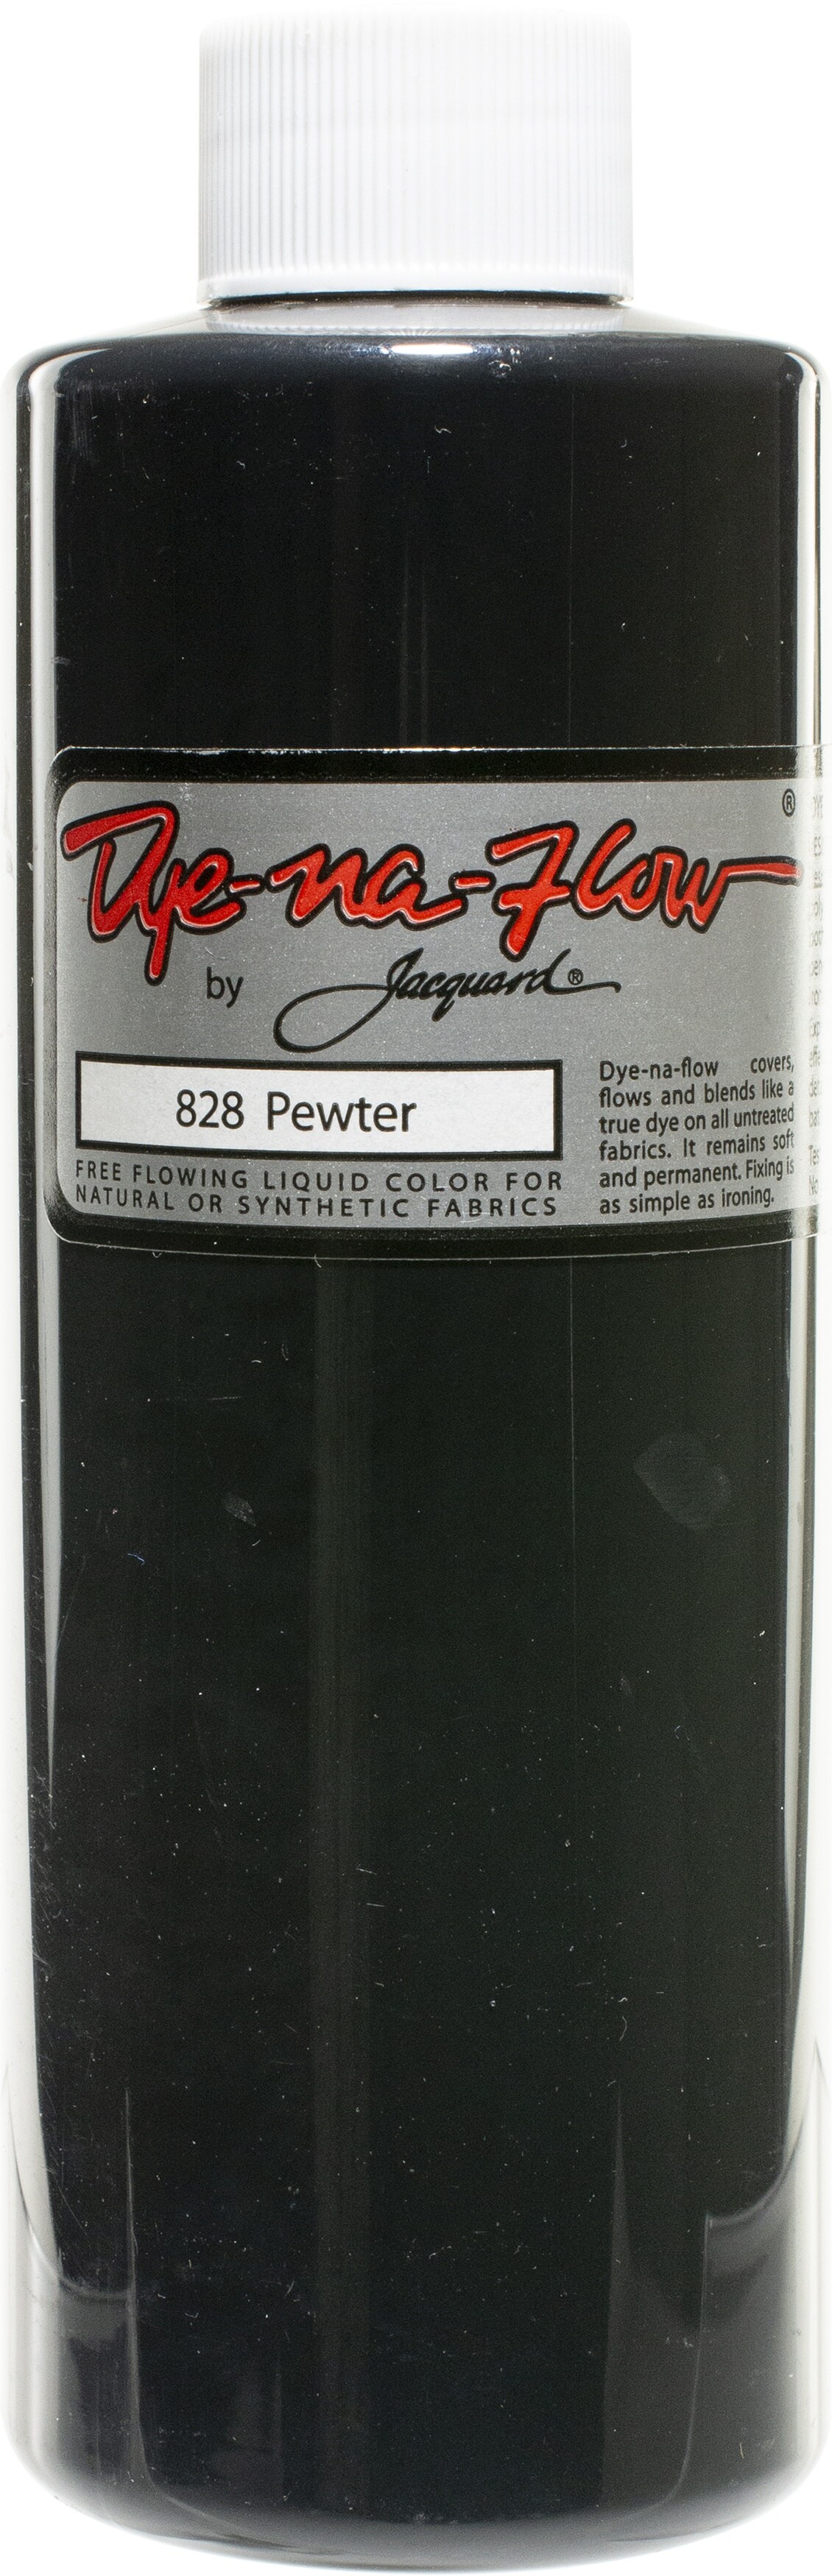 Dye-na-Flow ®
by Jacquard®
828 Pewter
FREE FLOWING LIQUID COLOR FOR
NATURAL OR SYNTHETIC FABRICS
Dye-na-flow covers,
flows and blends like a
true dye on all untreated
fabrics. It remains soft
and permanent. Fixing is
as simple as ironing.